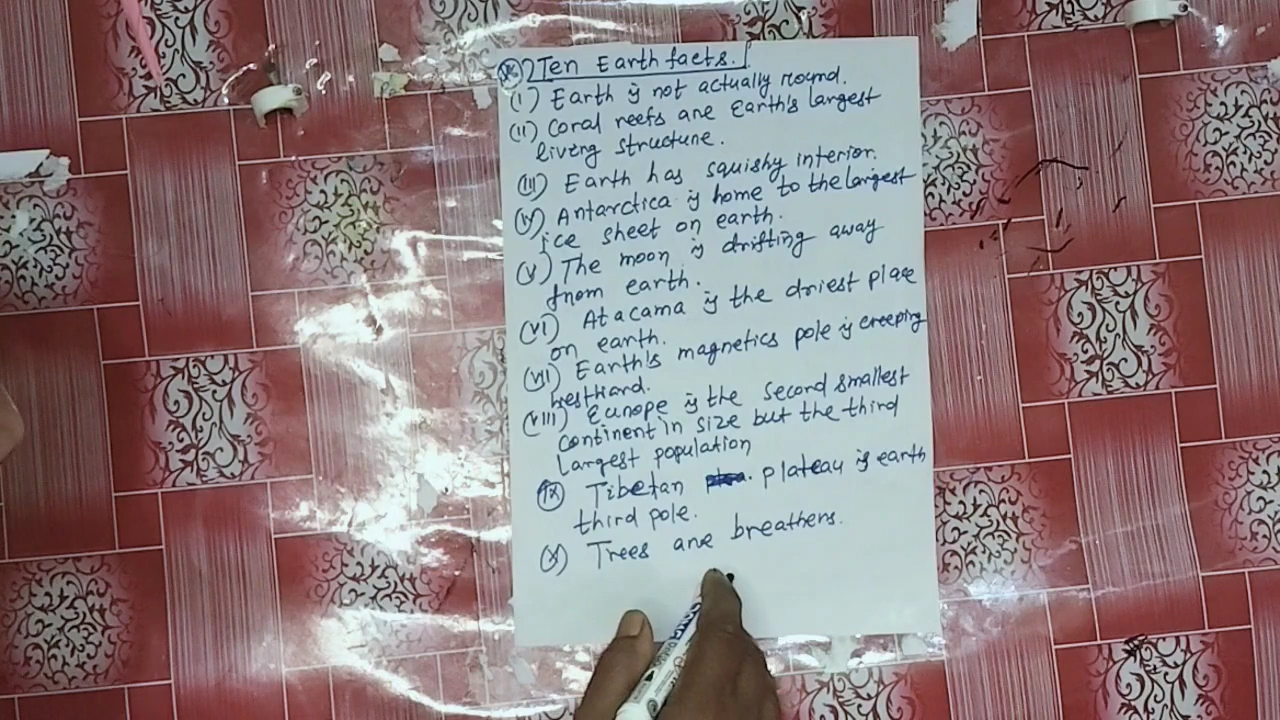 Ten Earth facts.
(I) Earth is not actually round.
(II) Coral reefs are Earth's largest
living structure.
(III) Earth has squishy interior.
(IV) Antarctica is home to the largest
ice sheet on earth.
(V) The moon is drifting away
from earth.
(VI) Atacama is the driest place
on earth.
(VII) Earth's magnetics pole is creeping
westward.
(VIII) Europe is the second smallest
continent in size but the third
largest population
(IX) Tibetan plateau is earth
third pole.
(X) Trees are breathers.